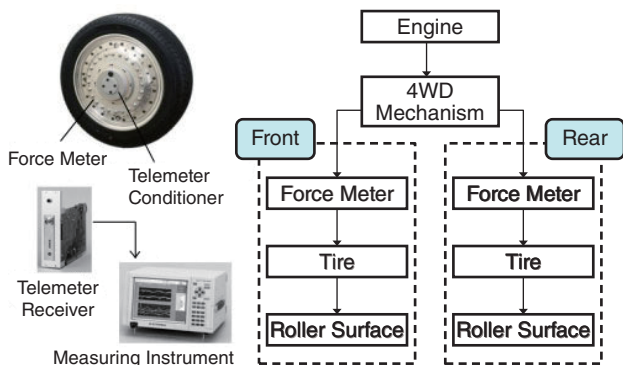 Force Meter
Telemeter
Conditioner
Telemeter
Receiver
Measuring Instrument
Engine
4WD
Mechanism
Front
Rear
Force Meter
Force Meter
Tire
Tire
Roller Surface
Roller Surface